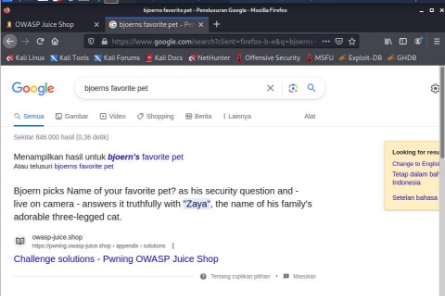 bjoerns favorite pet - Penelusuran Google - Mozilla Firefox
OWASP Juice Shop
bjoerns favorite pet - Pe
https://www.google.com/search?client=firefox-b-e&q=bjoerns
Kali Linux Kali Tools Kali Forums Kali Docs NetHunter Offensive Security MSFU Exploit-DB GHDB
Google
bjoerns favorite pet
Semua Gambar Video Shopping Berita Lainnya Alat
Sekitar 846.000 hasil (0,36 detik)
Menampilkan hasil untuk bjoern's favorite pet
Atau telusuri bjoerns favorite pet
Looking for resu
Change to English
Tetap dalam bah
Indonesia
Setelan bahasa
Bjoern picks Name of your favorite pet? as his security question and -
live on camera - answers it truthfully with "Zaya", the name of his family's
adorable three-legged cat.
owasp-juice.shop
https://pwning.owasp-juice.shop › appendix › solutions
Challenge solutions - Pwning OWASP Juice Shop
Tentang cuplikan pilihan • Masukan